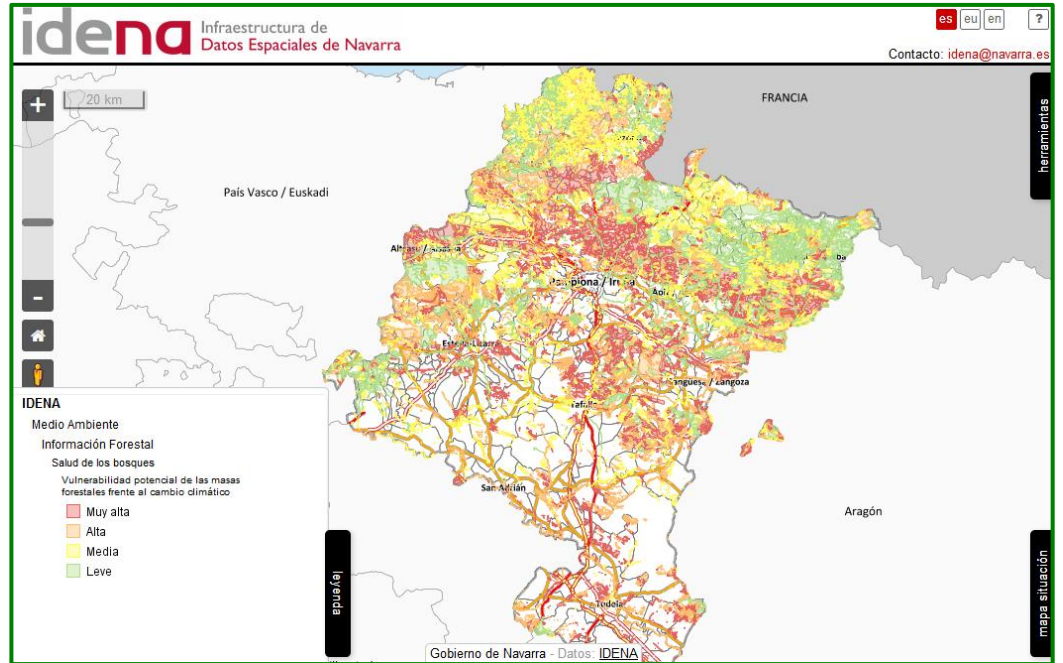 idena
Infraestructura de
Datos Espaciales de Navarra
es eu en ?
Contacto: idena@navarra.es
+
20 km
FRANCIA
herramientas
País Vasco / Euskadi
Pamplona / Iruña
Aoiz
Estella-Lizarra
Sangüesa / Zangoza
Tafalla
-
IDENA
Medio Ambiente
Información Forestal
Salud de los bosques
Vulnerabilidad potencial de las masas
forestales frente al cambio climático
Muy alta
Alta
Media
Leve
San Adrián
Aragón
leyenda
mapa situación
Tudela
Gobierno de Navarra - Datos: IDENA